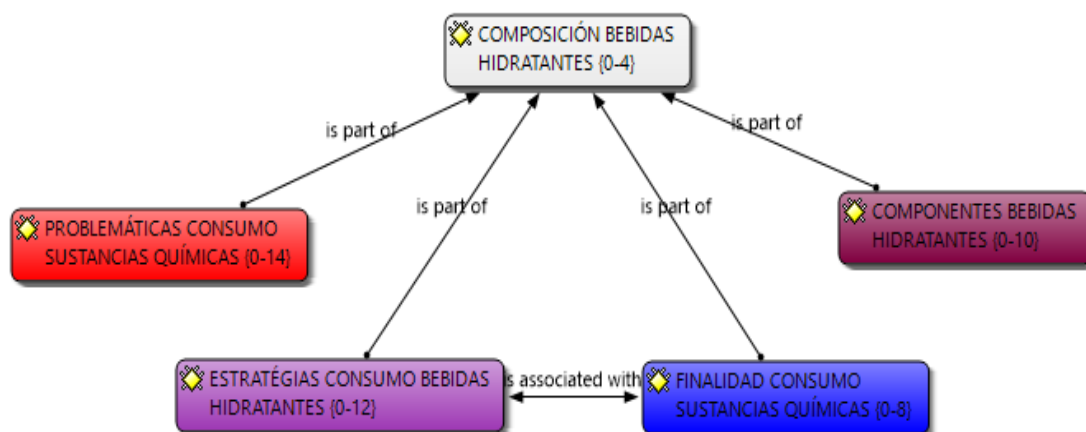 COMPOSICIÓN BEBIDAS
HIDRATANTES {0-4}
is part of
is part of
is part of
is part of
PROBLEMÁTICAS CONSUMO
SUSTANCIAS QUÍMICAS {0-14}
COMPONENTES BEBIDAS
HIDRATANTES {0-10}
ESTRATÉGIAS CONSUMO BEBIDAS
HIDRATANTES {0-12}
is associated with
FINALIDAD CONSUMO
SUSTANCIAS QUÍMICAS {0-8}